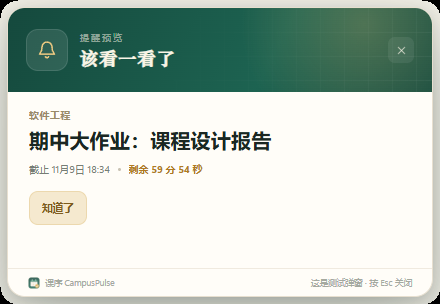 提醒预览
该看一看了
软件工程
期中大作业：课程设计报告
截止 11月9日 18:34 • 剩余 59 分 54 秒
知道了
课序 CampusPulse
这是测试弹窗 · 按 Esc 关闭